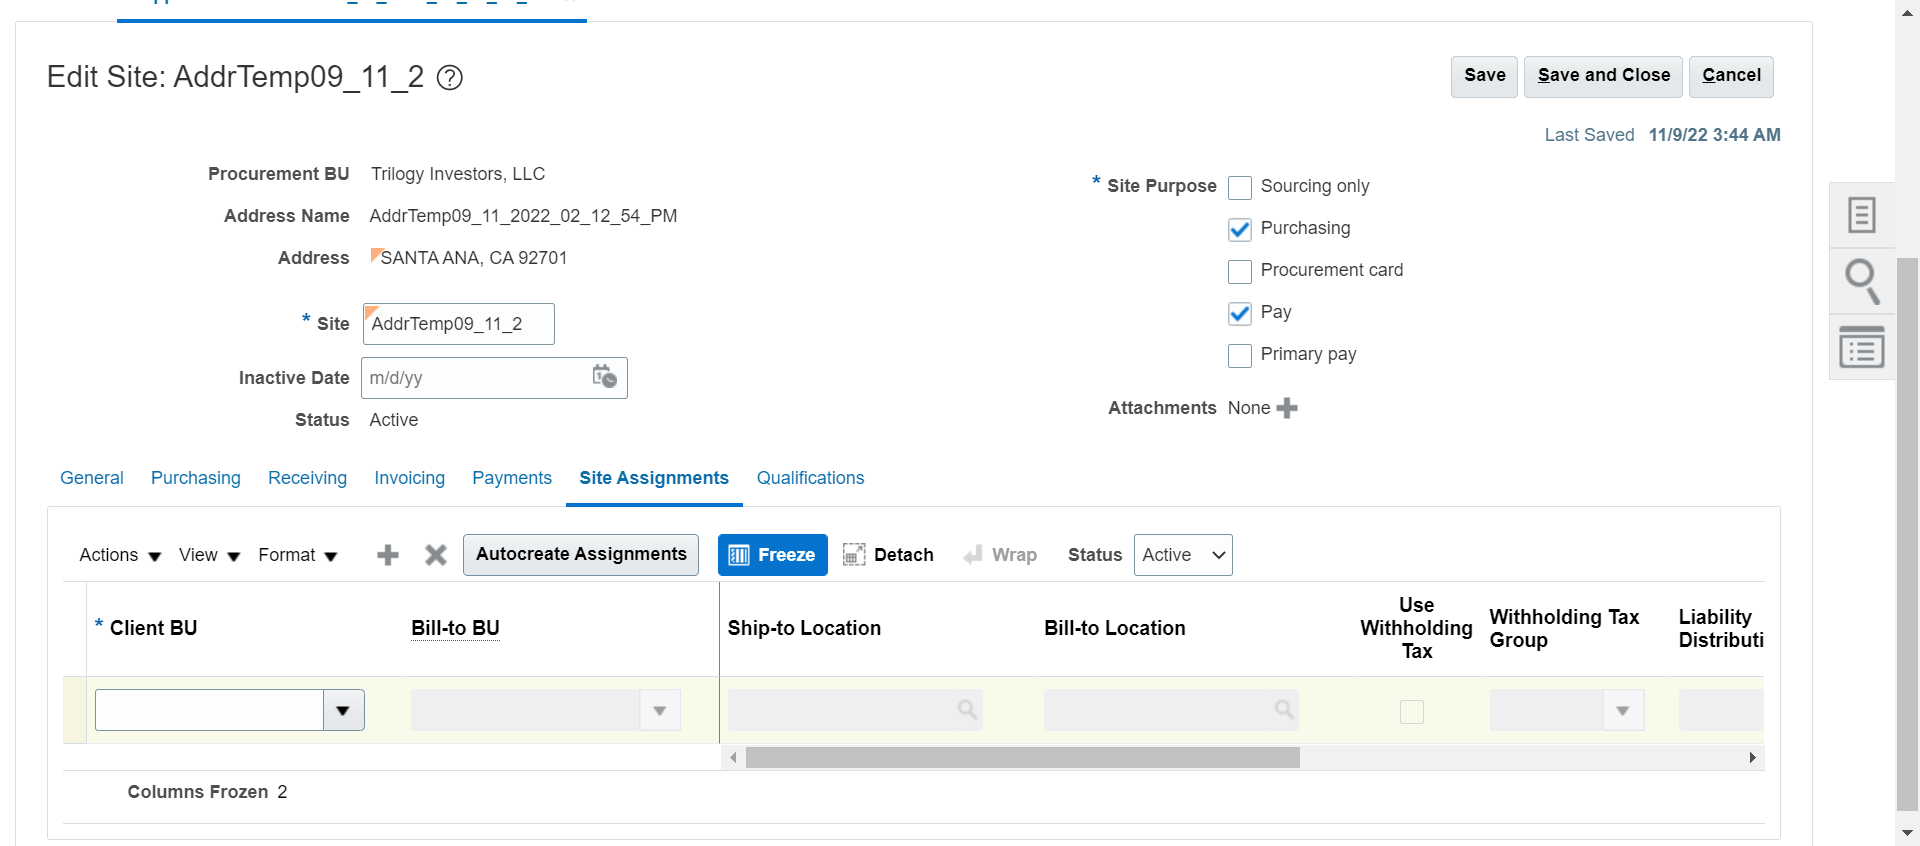 Edit Site: AddrTemp09_11_2
Save
Save and Close
Cancel
Last Saved 11/9/22 3:44 AM
Procurement BU Trilogy Investors, LLC
Address Name AddrTemp09_11_2022_02_12_54_PM
Address SANTA ANA, CA 92701
* Site AddrTemp09_11_2
Inactive Date m/d/yy
Status Active
* Site Purpose
Sourcing only
Purchasing
Procurement card
Pay
Primary pay
Attachments None
General Purchasing Receiving Invoicing Payments Site Assignments Qualifications
Actions View Format Autocreate Assignments Freeze Detach Wrap Status Active
* Client BU
Bill-to BU
Ship-to Location
Bill-to Location
Use
Withholding
Tax
Withholding Tax
Group
Liability
Distributi
Columns Frozen 2